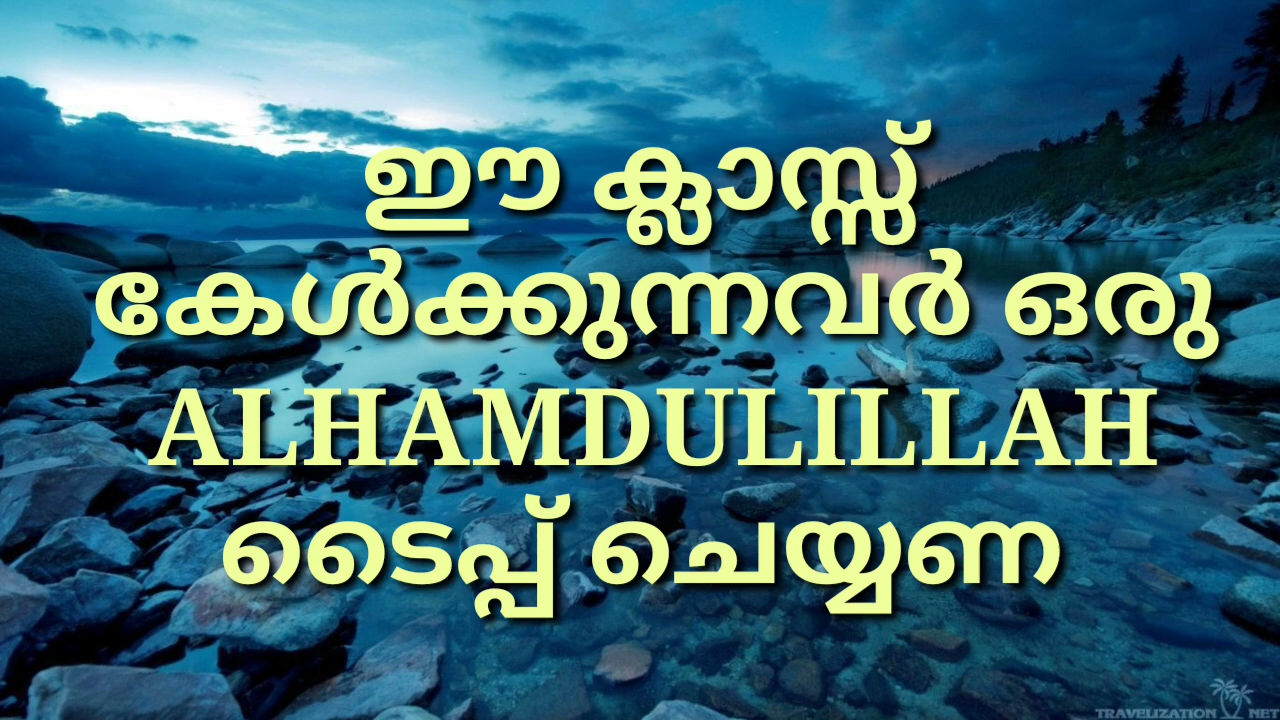 ഈ ക്ലാസ്സ്
കേൾക്കുന്നവർ ഒരു
ALHAMDULILLAH
ടൈപ്പ് ചെയ്യണ
TRAVELIZATION NET